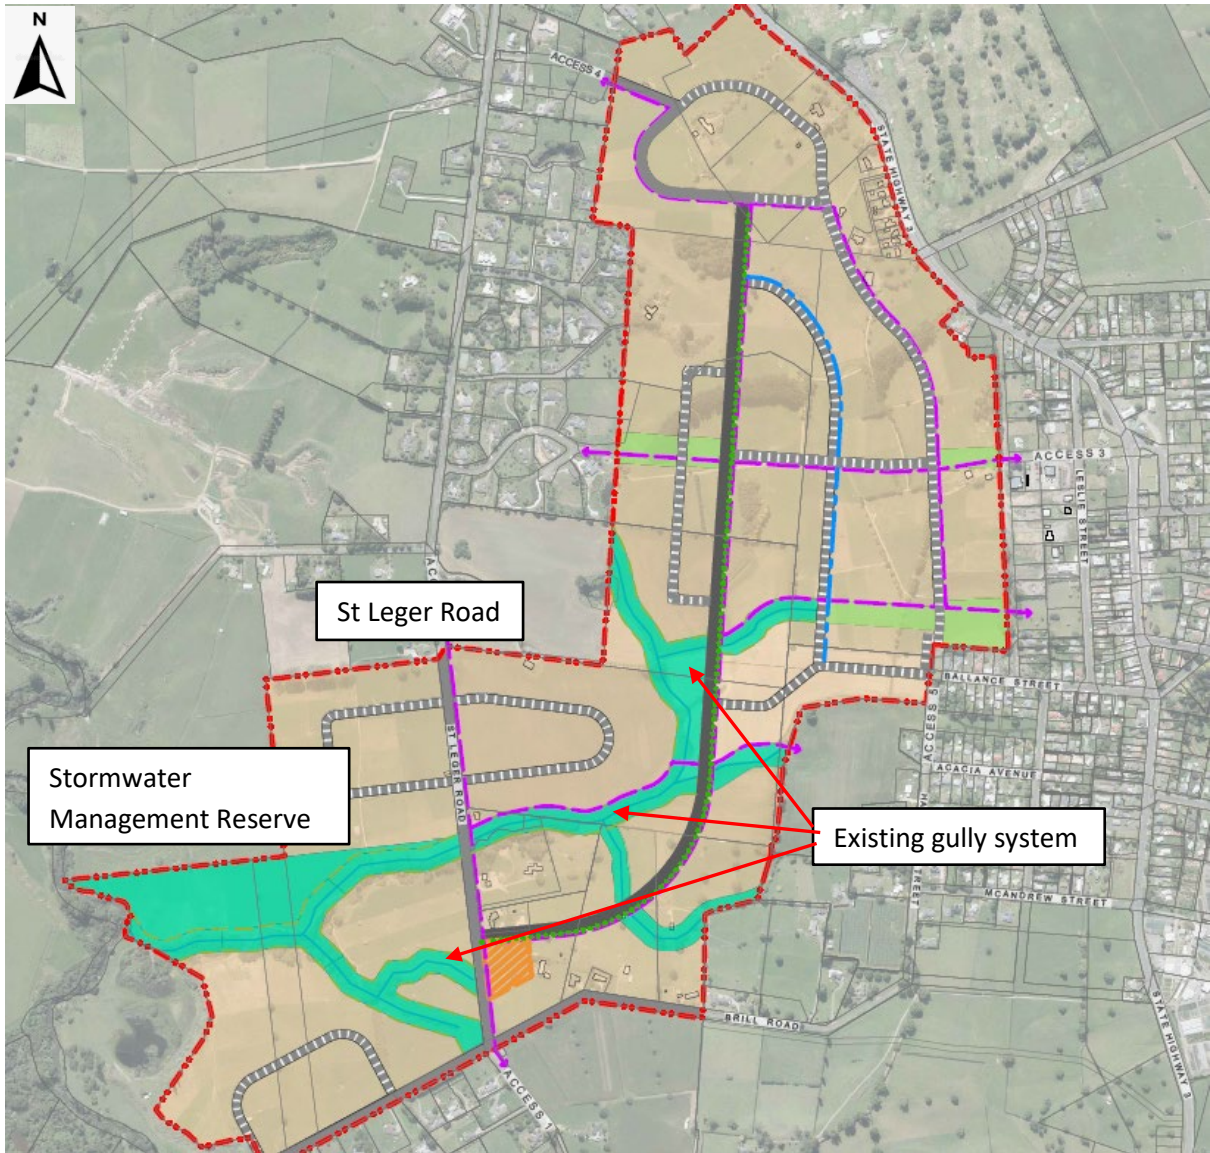 N
ACCESS 4
STATE HIGHWAY 3
ACCESS 3
LESLIE STREET
St Leger Road
BALLANCE STREET
ACCESS 5
ACACIA AVENUE
ST LEGER ROAD
Stormwater
Management Reserve
Existing gully system
MCANDREW STREET
BRILL ROAD
STATE HIGHWAY 3
ACCESS 1